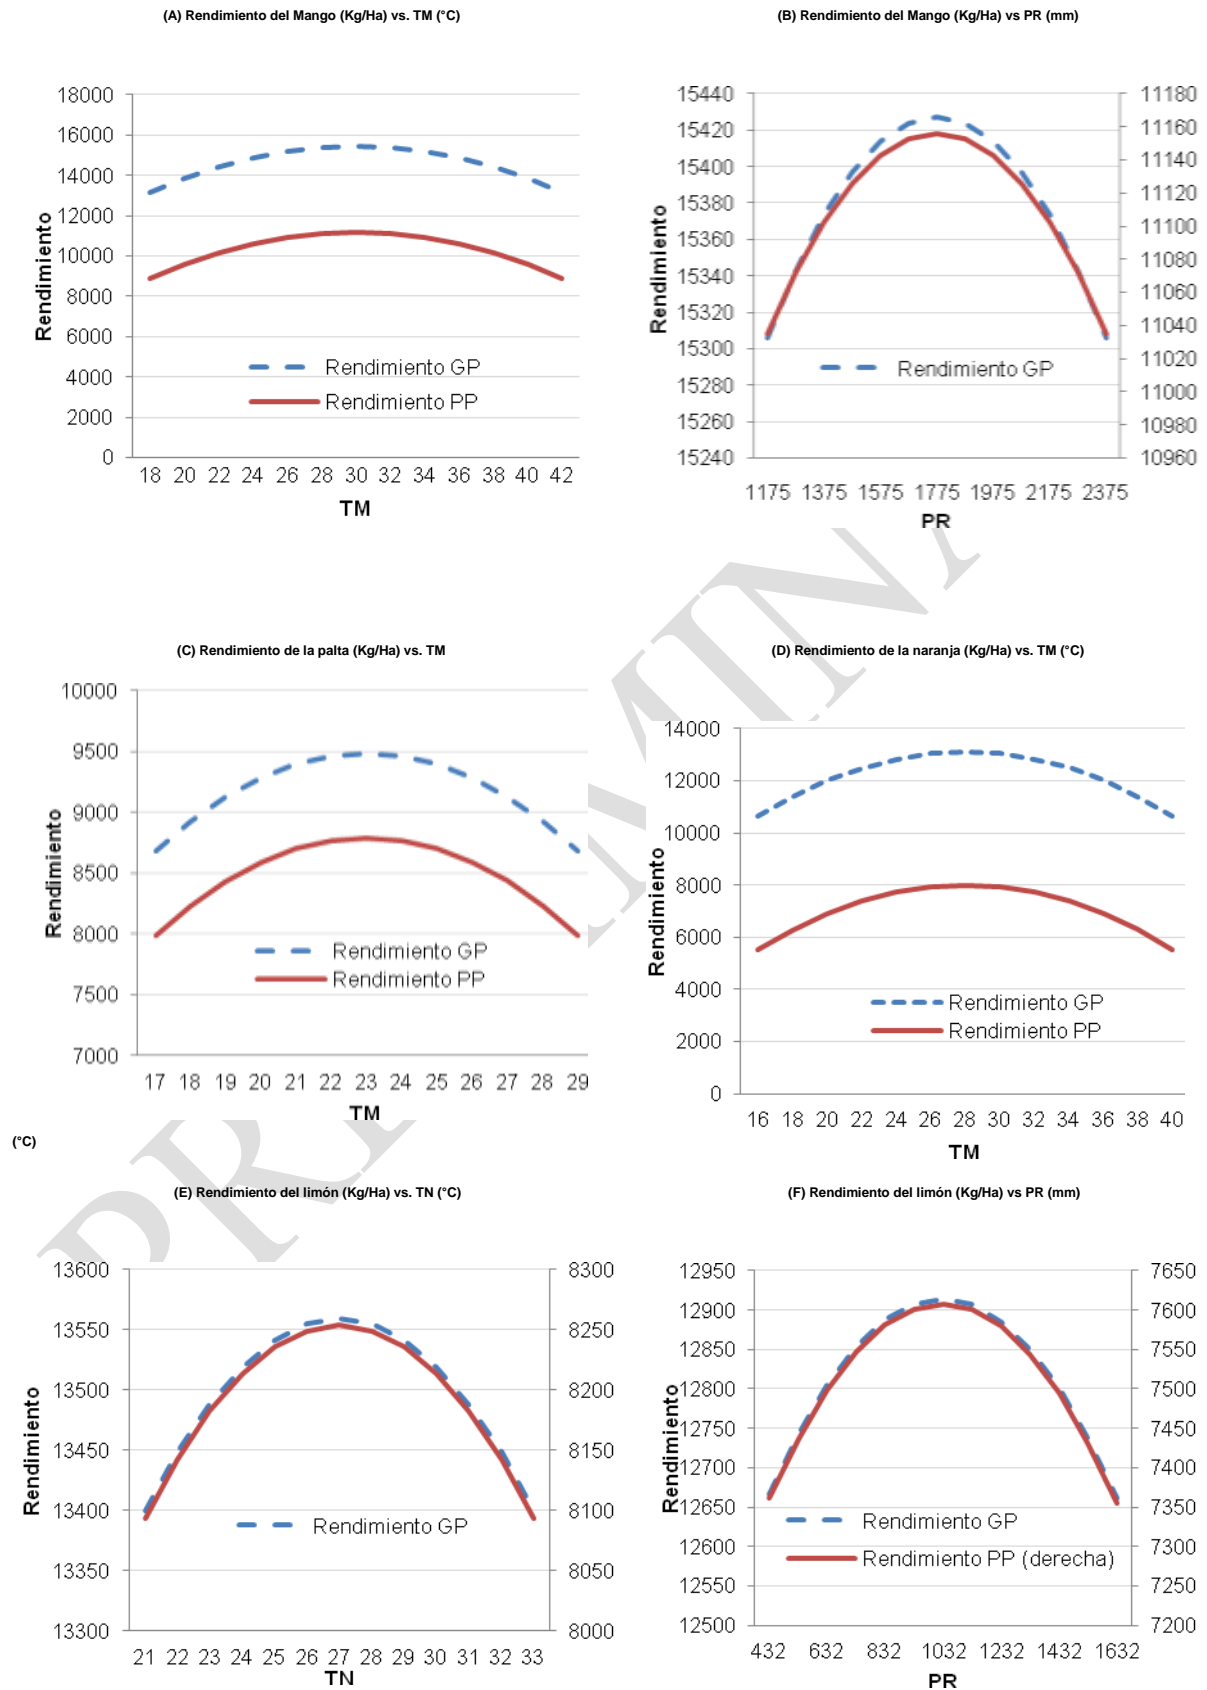 (A) Rendimiento del Mango (Kg/Ha) vs. TM (°C)
18000
16000
14000
12000
10000
8000
6000
4000
2000
0
Rendimiento
Rendimiento GP
Rendimiento PP
18 20 22 24 26 28 30 32 34 36 38 40 42
TM
(B) Rendimiento del Mango (Kg/Ha) vs PR (mm)
15440
15420
15400
15380
15360
15340
15320
15300
15280
15260
15240
Rendimiento
11180
11160
11140
11120
11100
11080
11060
11040
11020
11000
10980
10960
Rendimiento GP
1175 1375 1575 1775 1975 2175 2375
PR
(C) Rendimiento de la palta (Kg/Ha) vs. TM
10000
9500
9000
8500
8000
7500
7000
Rendimiento
Rendimiento GP
Rendimiento PP
17 18 19 20 21 22 23 24 25 26 27 28 29
TM
(°C)
(D) Rendimiento de la naranja (Kg/Ha) vs. TM (°C)
14000
12000
10000
8000
6000
4000
2000
0
Rendimiento
Rendimiento GP
Rendimiento PP
16 18 20 22 24 26 28 30 32 34 36 38 40
TM
(E) Rendimiento del limón (Kg/Ha) vs. TN (°C)
13600
13550
13500
13450
13400
13350
13300
Rendimiento
8300
8250
8200
8150
8100
8050
8000
Rendimiento GP
21 22 23 24 25 26 27 28 29 30 31 32 33
TN
(F) Rendimiento del limón (Kg/Ha) vs PR (mm)
12950
12900
12850
12800
12750
12700
12650
12600
12550
12500
Rendimiento
7650
7600
7550
7500
7450
7400
7350
7300
7250
7200
Rendimiento GP
Rendimiento PP (derecha)
432 632 832 1032 1232 1432 1632
PR